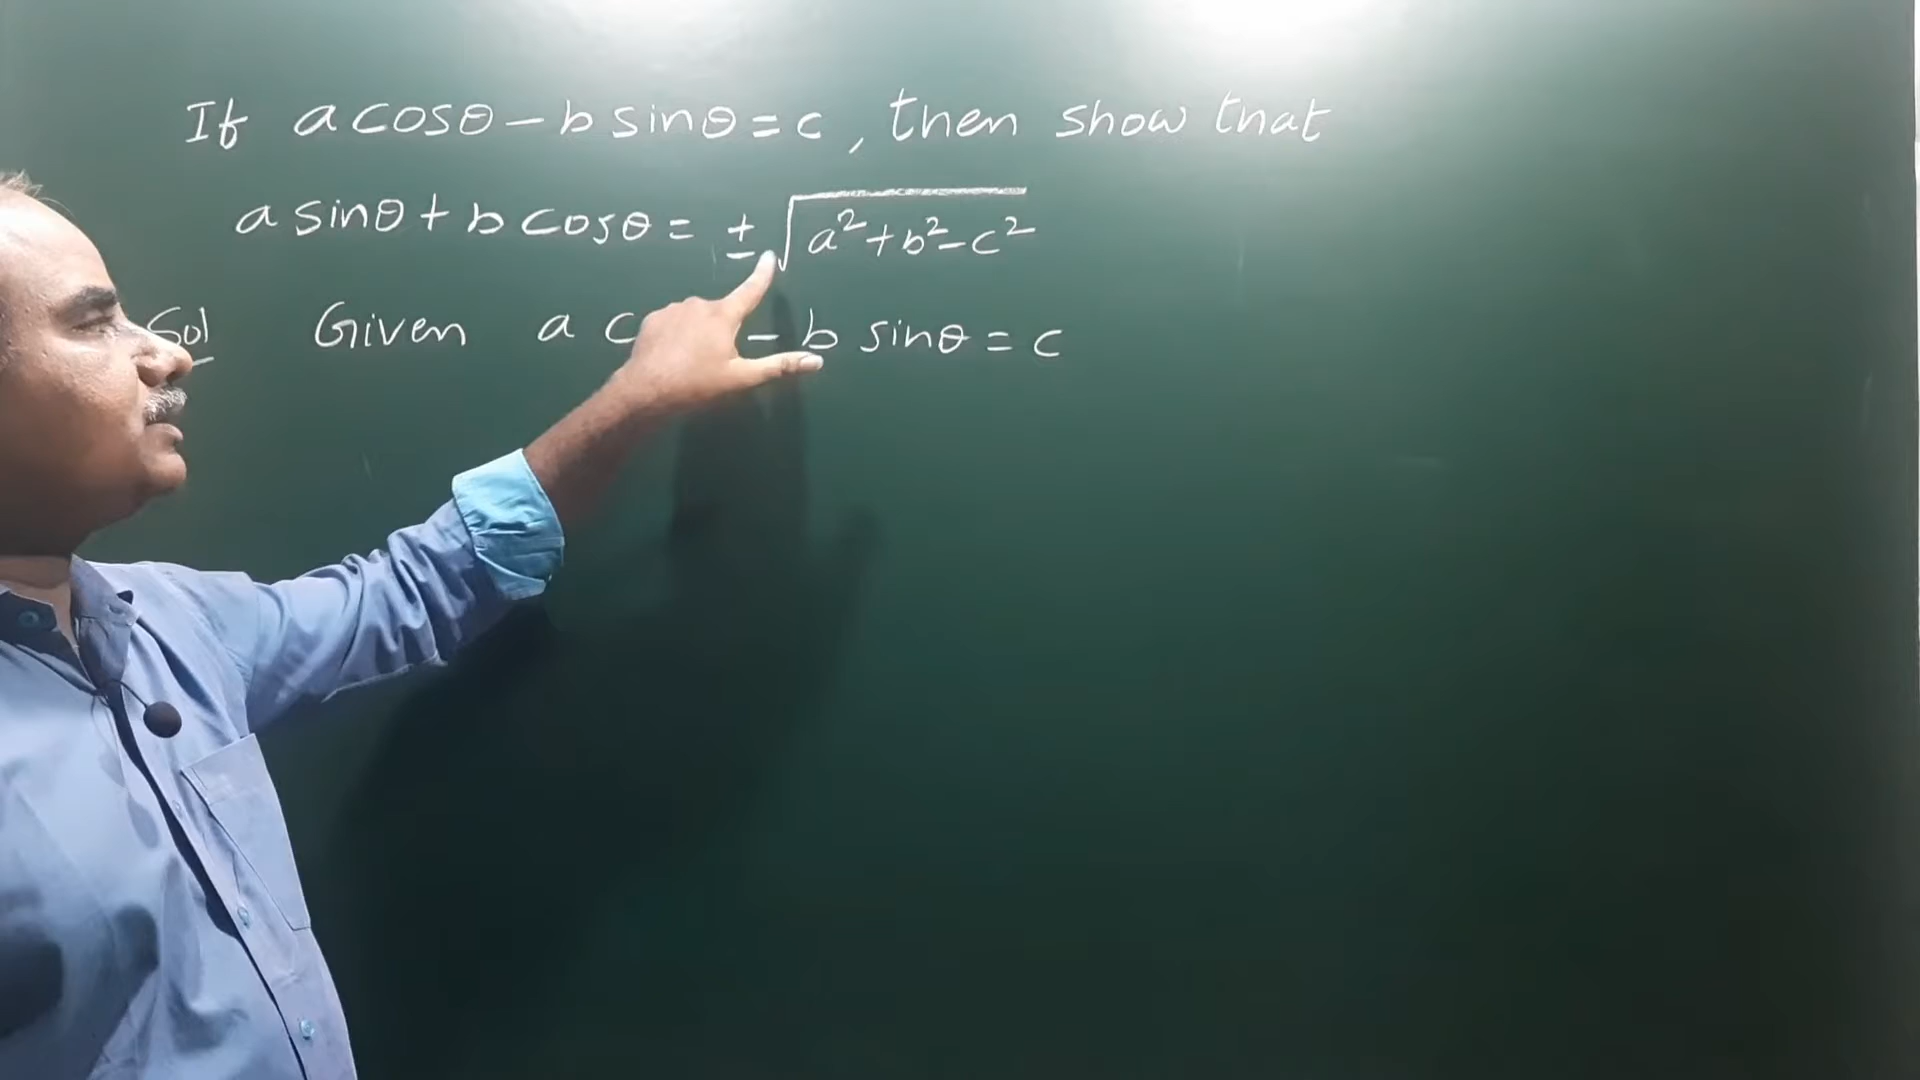 If a cosθ - b sinθ = c, then show that
a sinθ + b cosθ = ± √a²+b²-c²
Sol Given a c - b sinθ = c